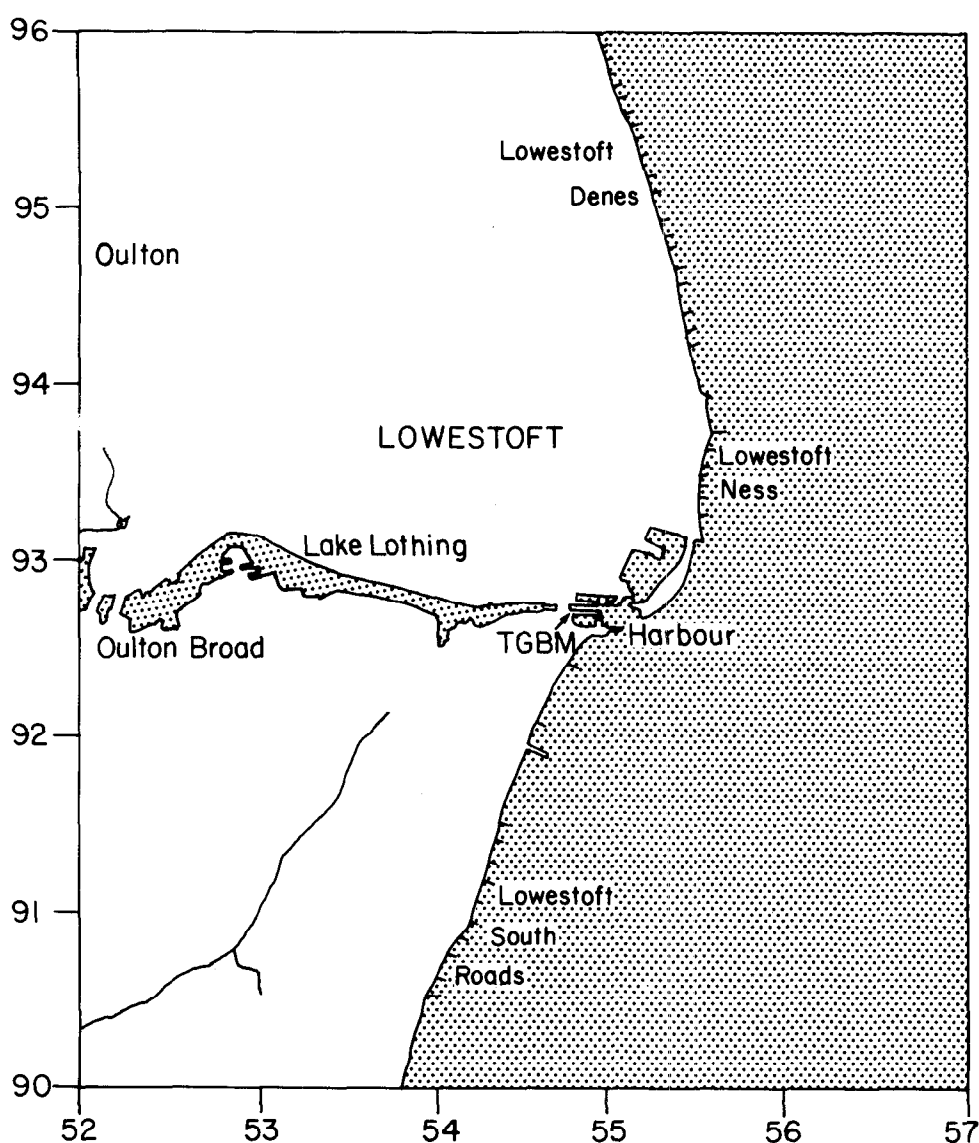 96
Lowestoft
Denes
95
Oulton
94
LOWESTOFT
Lowestoft
Ness
93
Lake Lothing
TGBM
Harbour
Oulton Broad
92
91
Lowestoft
South
Roads
90
52 53 54 55 56 57